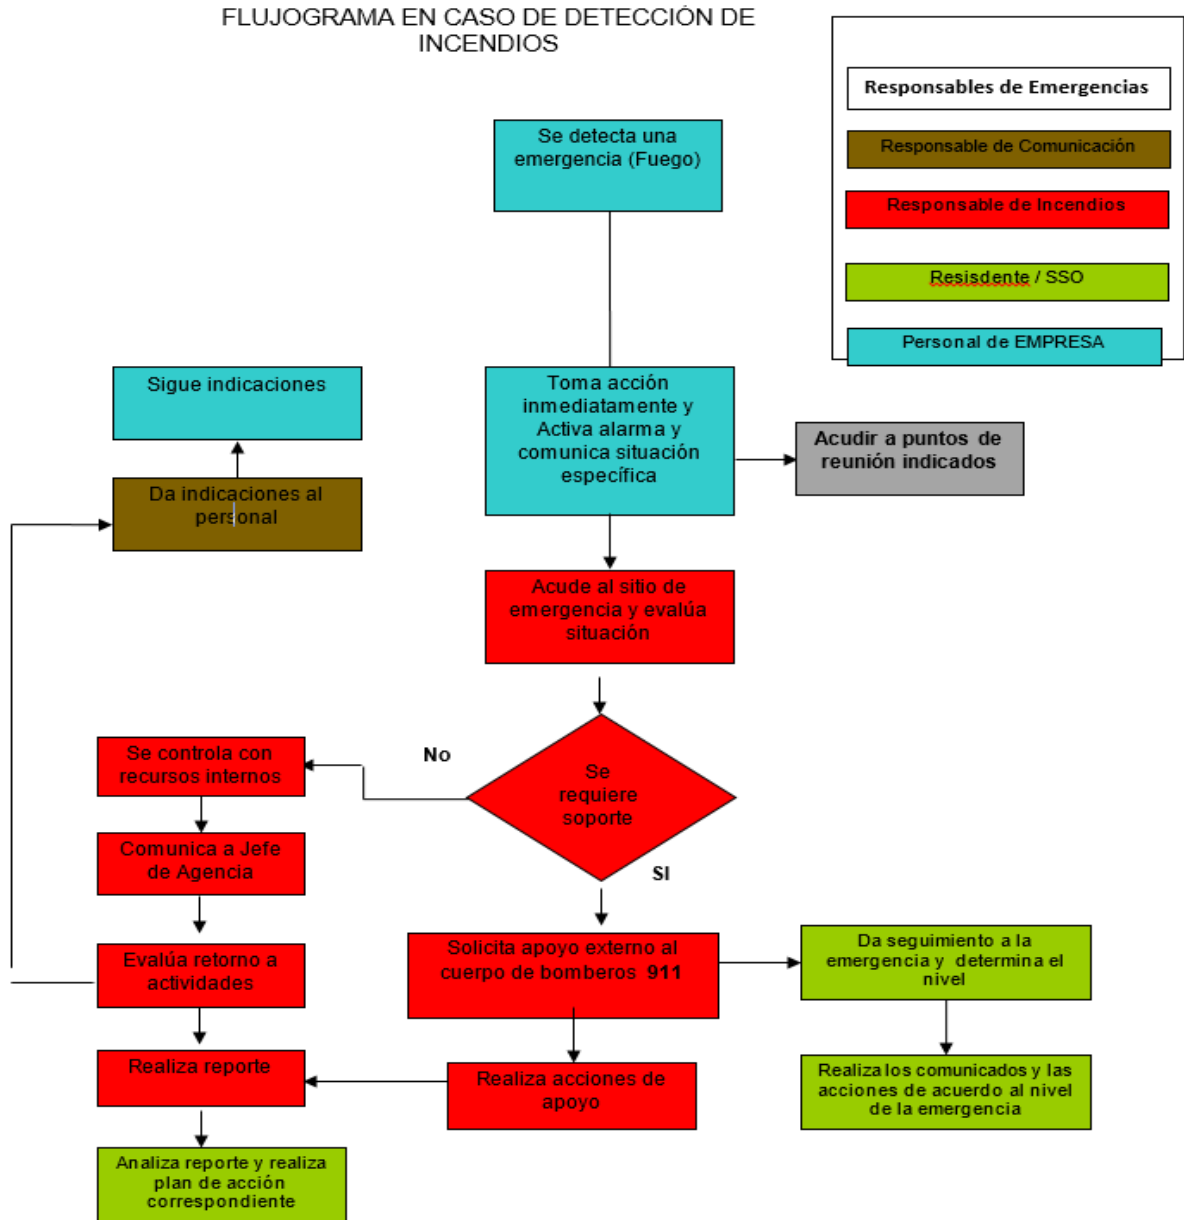 FLUJOGRAMA EN CASO DE DETECCIÓN DE
INCENDIOS
Responsables de Emergencias
Responsable de Comunicación
Responsable de Incendios
Resisdente / SSO
Personal de EMPRESA
Se detecta una
emergencia (Fuego)
Toma acción
inmediatamente y
Activa alarma y
comunica situación
específica
Acudir a puntos de
reunión indicados
Sigue indicaciones
Da indicaciones al
personal
Acude al sitio de
emergencia y evalúa
situación
Se
requiere
soporte
No
SI
Se controla con
recursos internos
Comunica a Jefe
de Agencia
Evalúa retorno a
actividades
Realiza reporte
Analiza reporte y realiza
plan de acción
correspondiente
Solicita apoyo externo al
cuerpo de bomberos 911
Realiza acciones de
apoyo
Da seguimiento a la
emergencia y determina el
nivel
Realiza los comunicados y las
acciones de acuerdo al nivel
de la emergencia